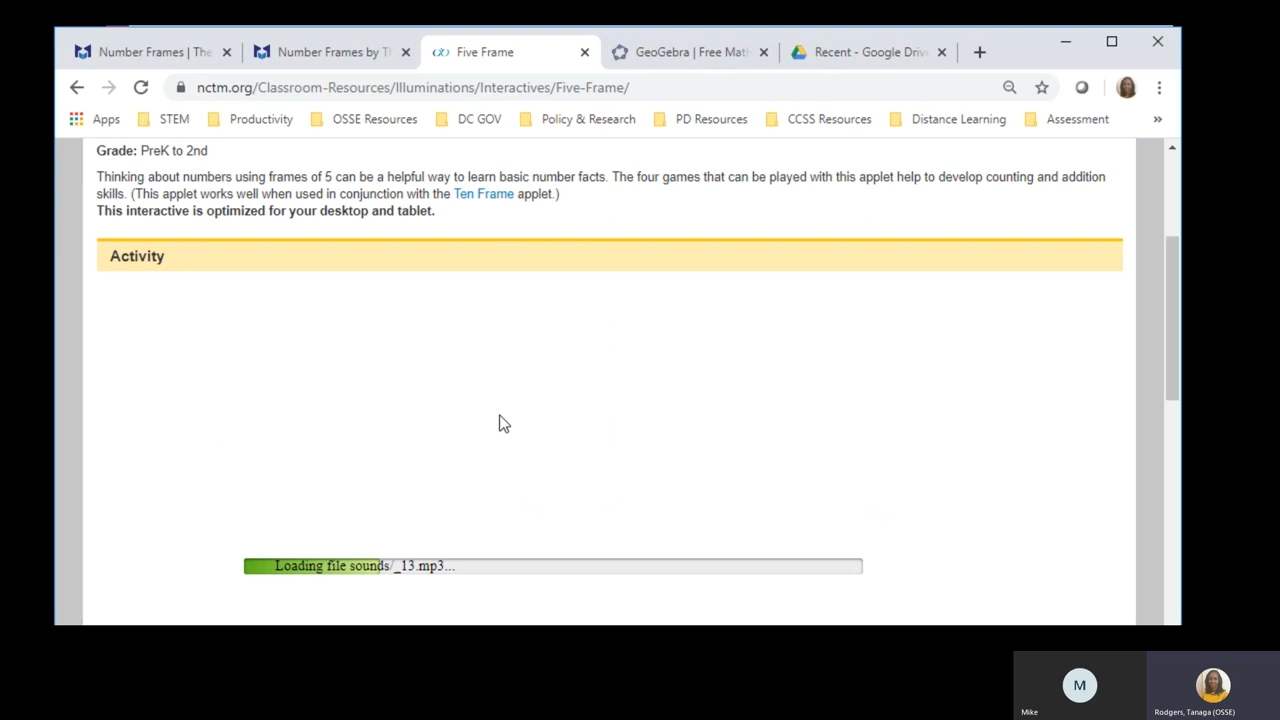 Number Frames | The
Number Frames by Th
Five Frame
GeoGebra | Free Math
Recent - Google Drive
nctm.org/Classroom-Resources/Illuminations/Interactives/Five-Frame/
Apps
STEM
Productivity
OSSE Resources
DC GOV
Policy & Research
PD Resources
CCSS Resources
Distance Learning
Assessment
»
Grade: PreK to 2nd
Thinking about numbers using frames of 5 can be a helpful way to learn basic number facts. The four games that can be played with this applet help to develop counting and addition
skills. (This applet works well when used in conjunction with the Ten Frame applet.)
This interactive is optimized for your desktop and tablet.
Activity
Loading file sounds/_13.mp3...
M
Mike
Rodgers, Tanaga (OSSE)